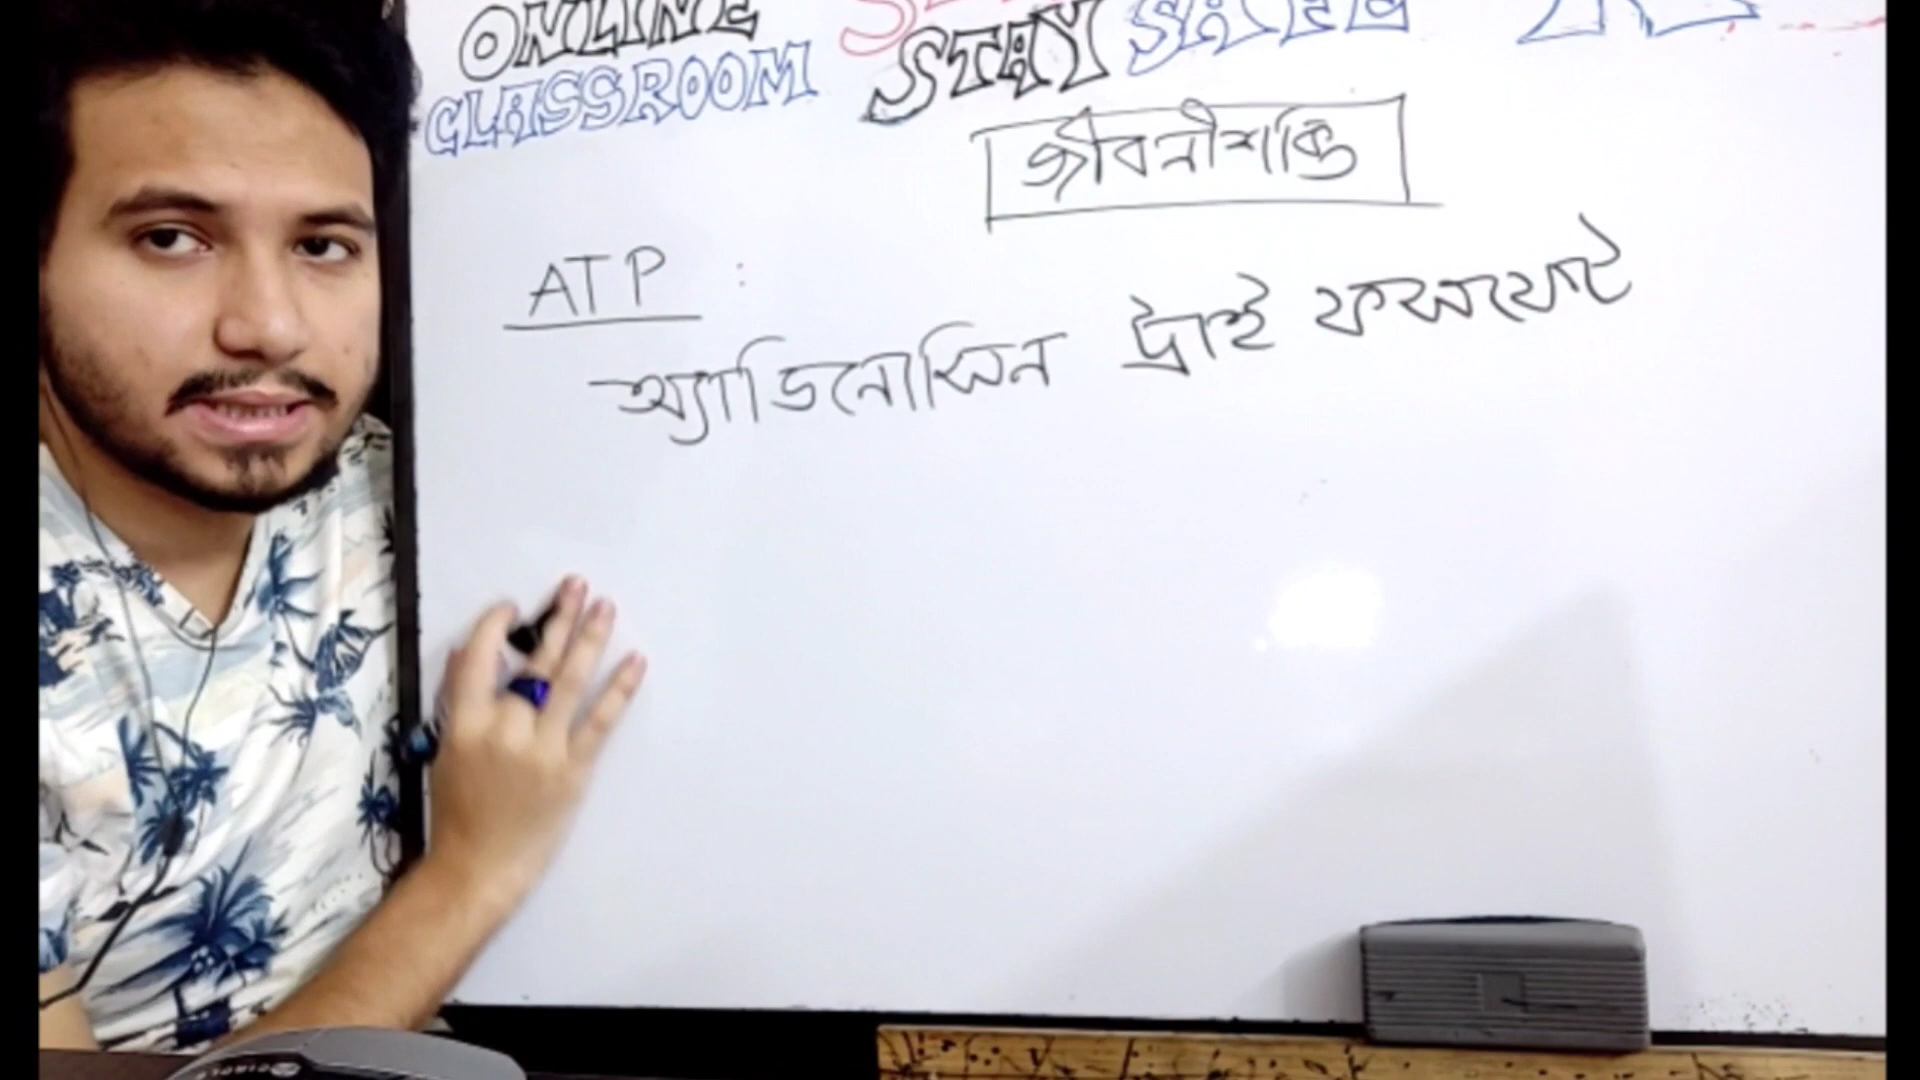 ONLINE
CLASSROOM
STAY SAFE
জীবনীশক্তি
ATP :
অ্যাডিনোসিন ট্রাই ফসফেট